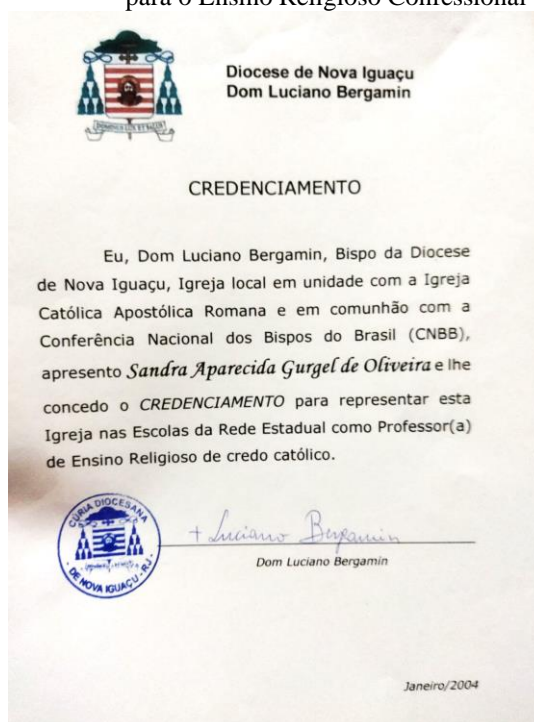 para o Ensino Religioso Confessional
Diocese de Nova Iguaçu
Dom Luciano Bergamin
CREDENCIAMENTO
Eu, Dom Luciano Bergamin, Bispo da Diocese
de Nova Iguaçu, Igreja local em unidade com a Igreja
Católica Apostólica Romana e em comunhão com a
Conferência Nacional dos Bispos do Brasil (CNBB),
apresento Sandra Aparecida Gurgel de Oliveira e lhe
concedo o CREDENCIAMENTO para representar esta
Igreja nas Escolas da Rede Estadual como Professor(a)
de Ensino Religioso de credo católico.
CÚRIA DIOCESANA
DE NOVA IGUAÇU - RJ
+ Luciano Bergamin
Dom Luciano Bergamin
Janeiro/2004